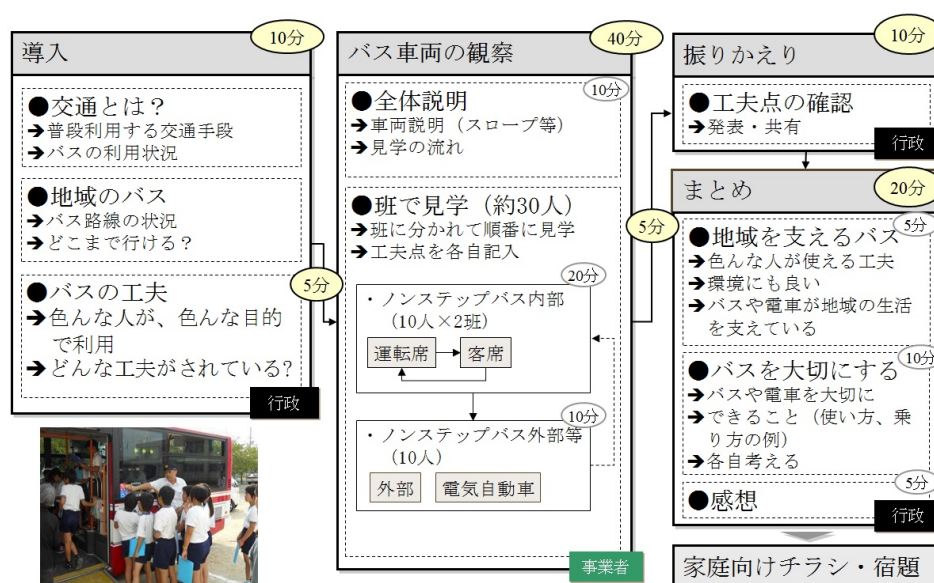 導入
10分
●交通とは？
➔普段利用する交通手段
➔バスの利用状況
●地域のバス
➔バス路線の状況
➔どこまで行ける？
●バスの工夫
➔色んな人が、色んな目的
で利用
➔どんな工夫がされている?
行政
5分
バス車両の観察
40分
●全体説明
10分
➔車両説明（スロープ等）
➔見学の流れ
●班で見学（約30人）
➔班に分かれて順番に見学
➔工夫点を各自記入
20分
・ノンステップバス内部
（10人×2班）
運転席
客席
10分
・ノンステップバス外部等
（10人）
外部
電気自動車
事業者
5分
振りかえり
10分
●工夫点の確認
➔発表・共有
行政
まとめ
20分
●地域を支えるバス
5分
➔色んな人が使える工夫
➔環境にも良い
➔バスや電車が地域の生活
を支えている
●バスを大切にする
10分
➔バスや電車を大切に
➔できること（使い方、乗
り方の例）
➔各自考える
●感想
5分
行政
家庭向けチラシ・宿題